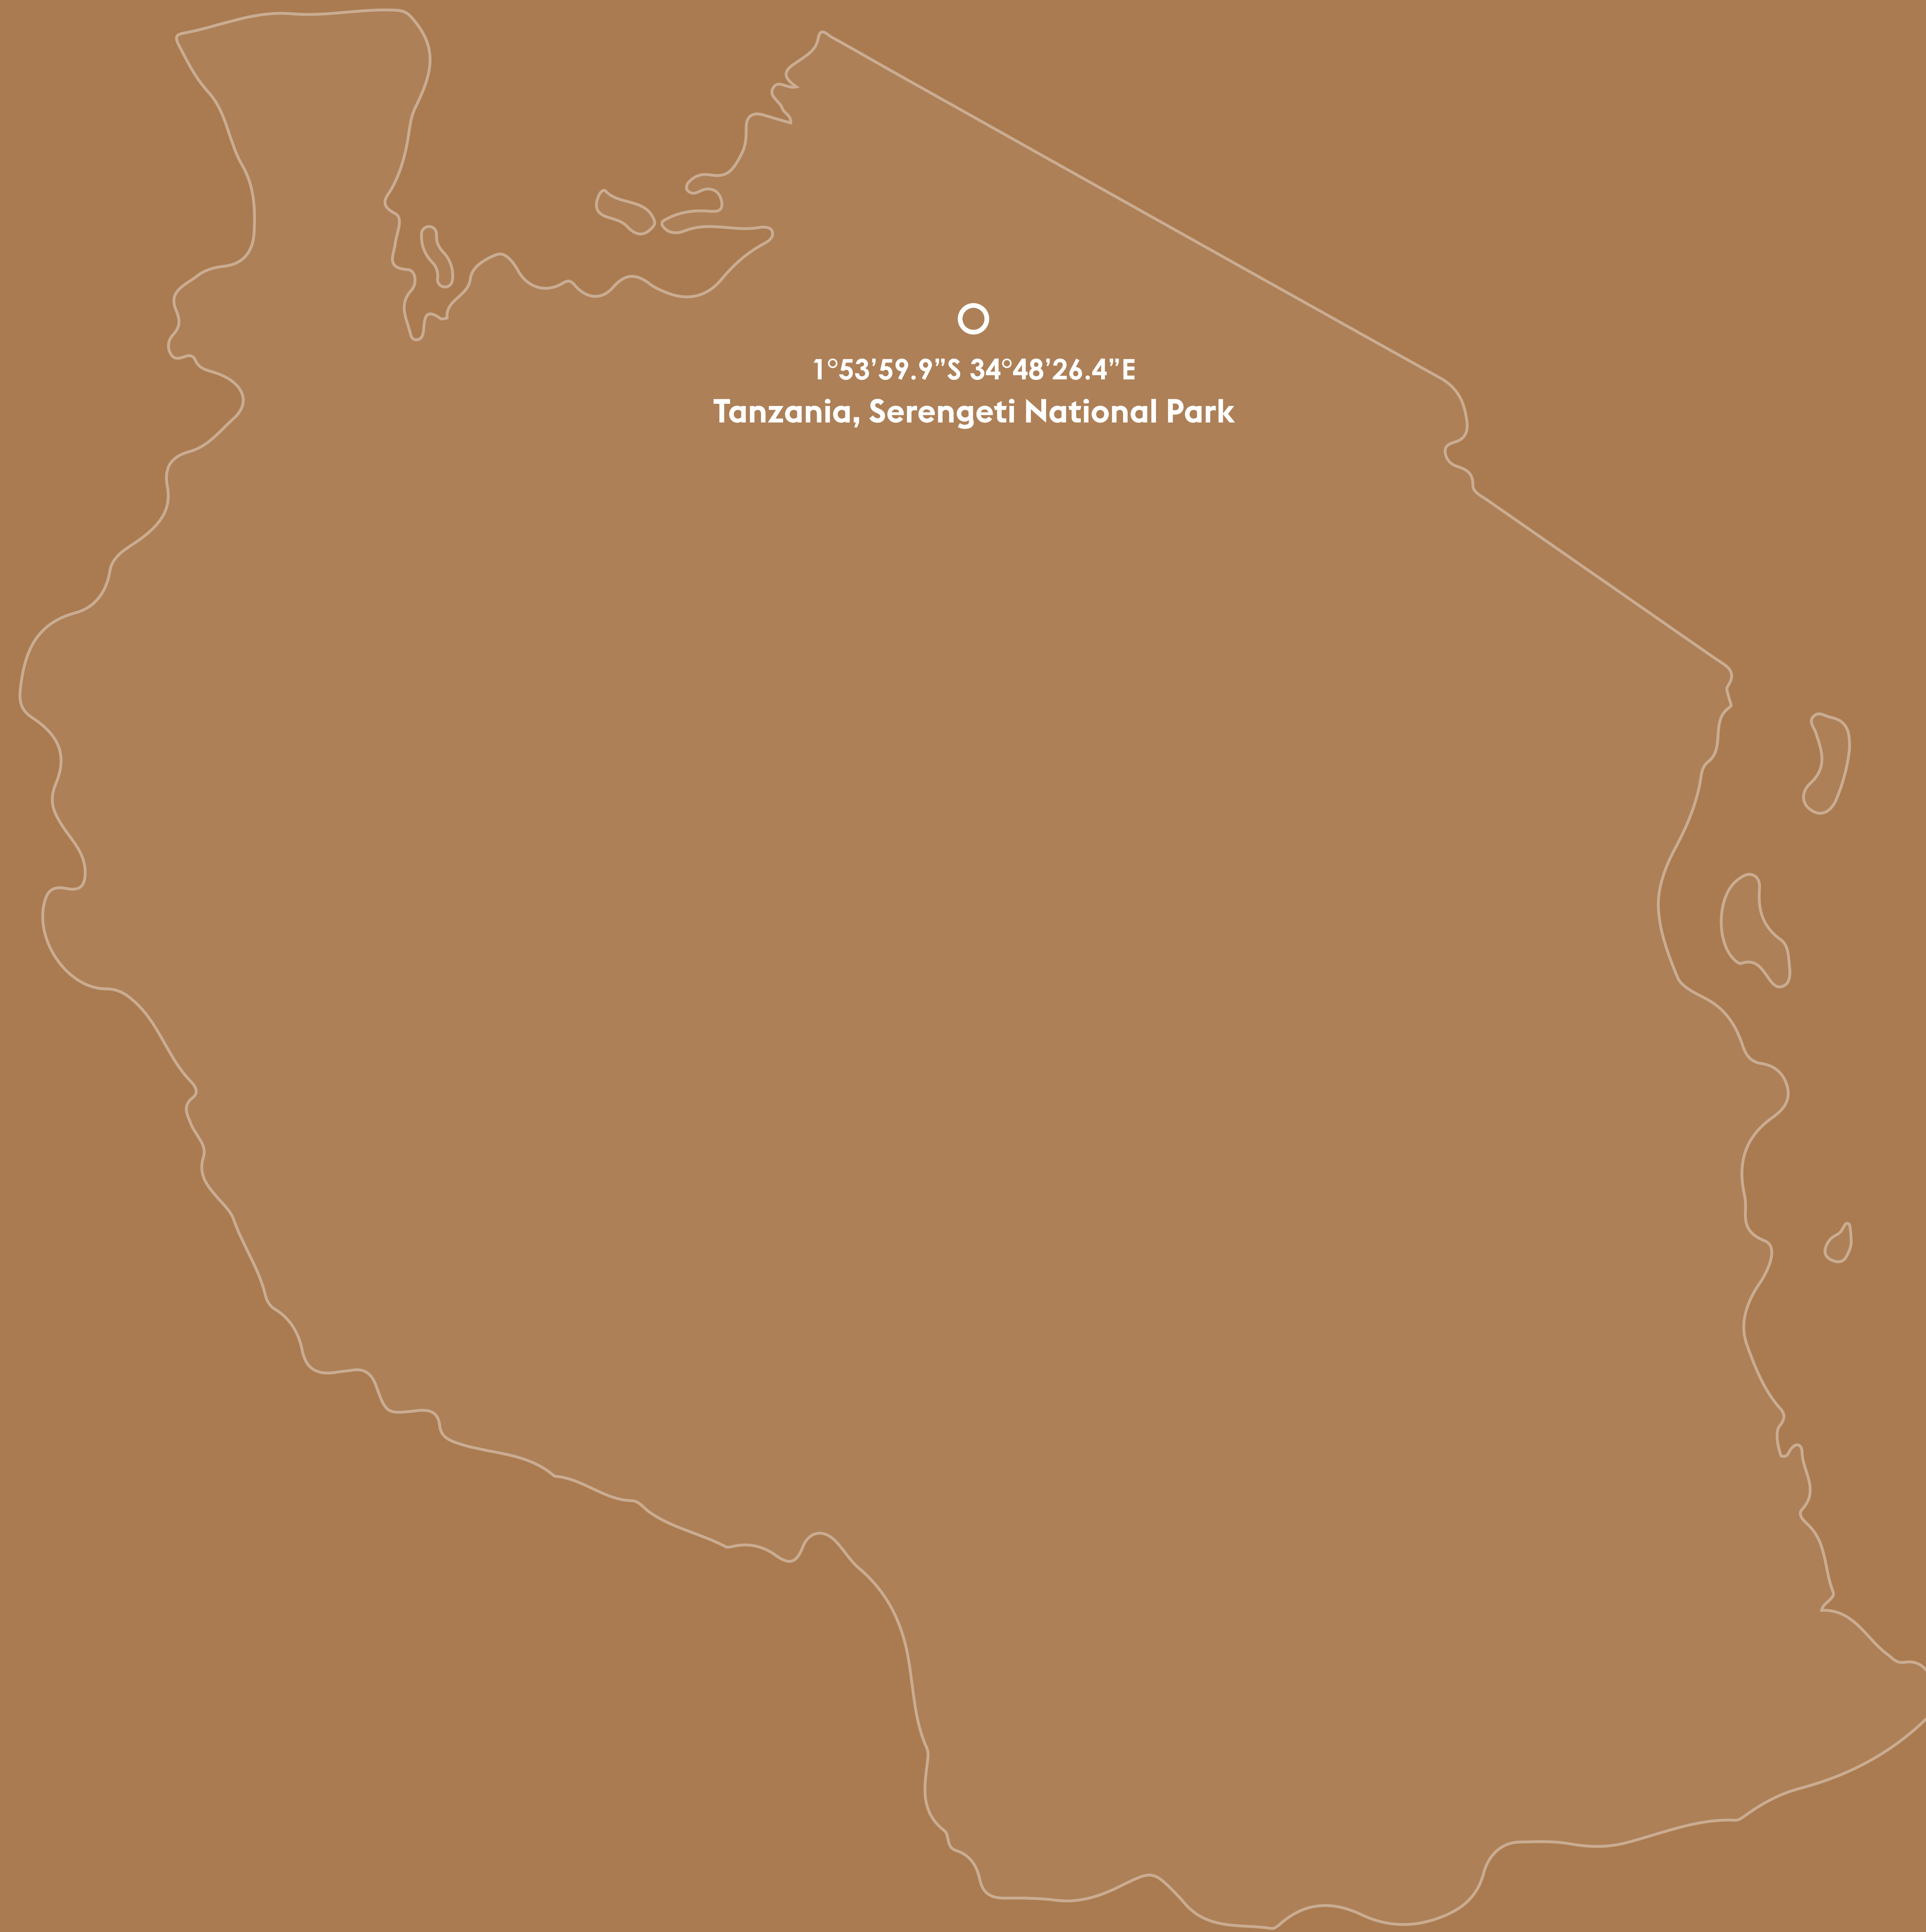 1°53’59.9”S 34°48’26.4”E
Tanzania, Serengeti National Park